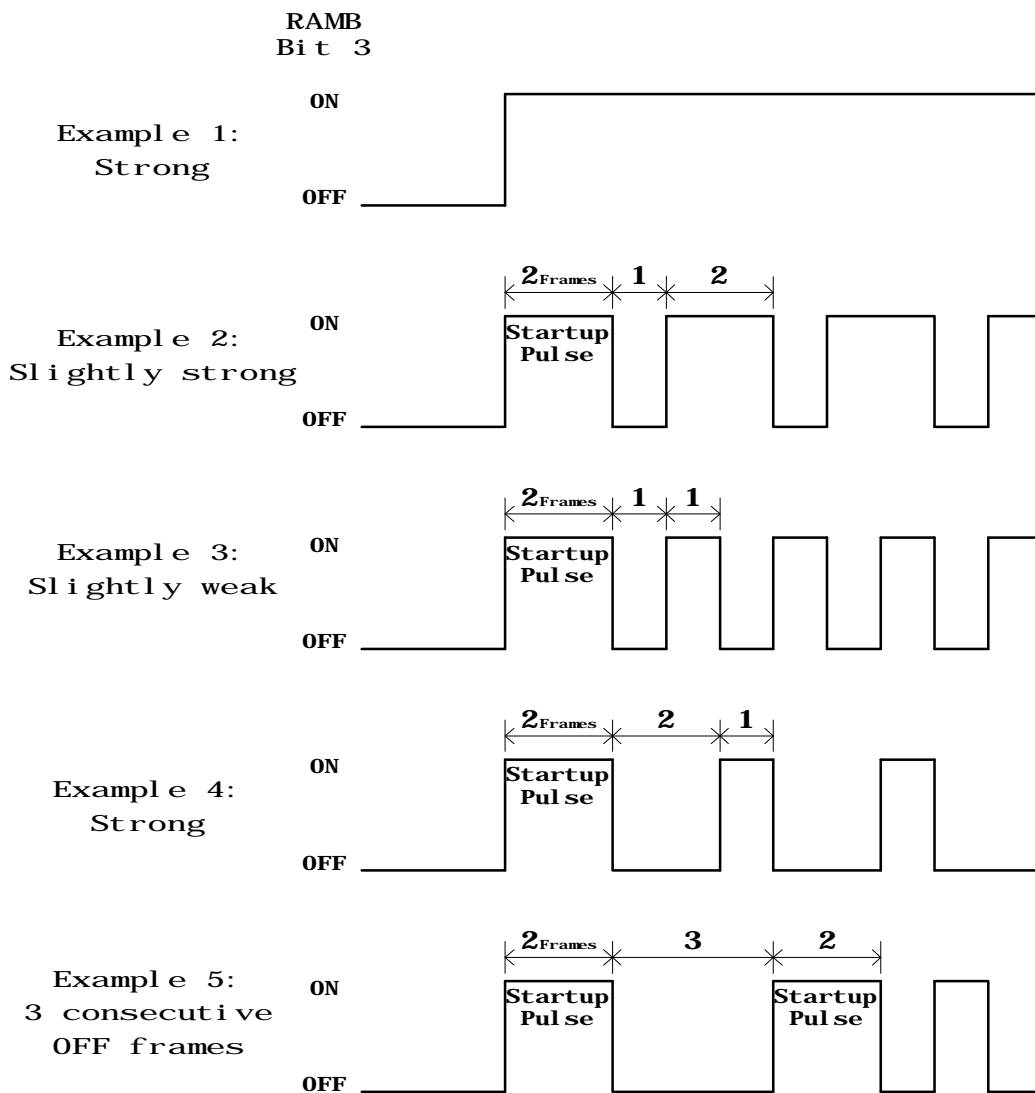 RAMB
Bit 3
ON
Example 1:
Strong
OFF
2Frames 1 2
ON
Startup
Pulse
Example 2:
Slightly strong
OFF
2Frames 1 1
ON
Startup
Pulse
Example 3:
Slightly weak
OFF
2Frames 2 1
ON
Startup
Pulse
Example 4:
Strong
OFF
2Frames 3 2
Example 5:
ON
3 consecutive
OFF frames
Startup Startup
Pulse Pulse
OFF